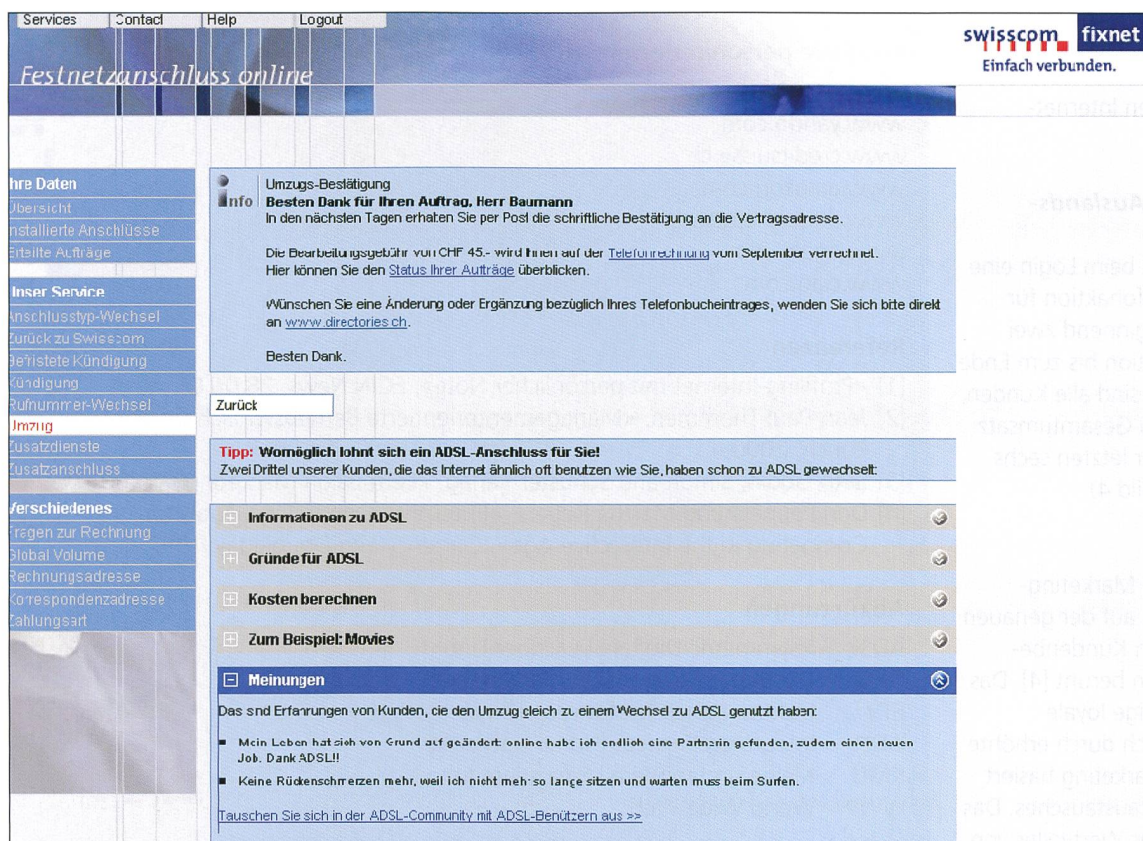 Services Contact Help Logout
Festnetzanschluss online
swisscom fixnet
Einfach verbunden.
Ihre Daten
Übersicht
Installierte Anschlüsse
Erteilte Aufträge
Unser Service
Anschlusstyp-Wechsel
Zurück zu Swisscom
Befristete Kündigung
Kündigung
Rufnummer-Wechsel
Umzug
Zusatzdienste
Zusatzanschluss
Verschiedenes
Fragen zur Rechnung
Global Volume
Rechnungsadresse
Korrespondenzadresse
Zahlungsart
Info
Umzugs-Bestätigung
Besten Dank für Ihren Auftrag, Herr Baumann
In den nächsten Tagen erhaten Sie per Post die schriftliche Bestätigung an die Vertragsadresse.
Die Bearbeitungsgebühr von CHF 45.- wird Ihnen auf der Telefonrechnung vom September verrechnet.
Hier können Sie den Status Ihrer Aufträge überblicken.
Wünschen Sie eine Änderung oder Ergänzung bezüglich Ihres Telefonbucheintrages, wenden Sie sich bitte direkt
an www.directories.ch.
Besten Dank.
Zurück
Tipp: Womöglich lohnt sich ein ADSL-Anschluss für Sie!
Zwei Drittel unserer Kunden, die das Internet ähnlich oft benutzen wie Sie, haben schon zu ADSL gewechselt:
Informationen zu ADSL
Gründe für ADSL
Kosten berechnen
Zum Beispiel: Movies
Meinungen
Das sind Erfahrungen von Kunden, die den Umzug gleich zu einem Wechsel zu ADSL genutzt haben:
Mein Leben hat sich von Grund auf geändert: online habe ich endlich eine Partnerin gefunden, zudem einen neuen
Job. Dank ADSL!!
Keine Rückenschmerzen mehr, weil ich nicht mehr so lange sitzen und warten muss beim Surfen.
Tauschen Sie sich in der ADSL-Community mit ADSL-Benützern aus >>